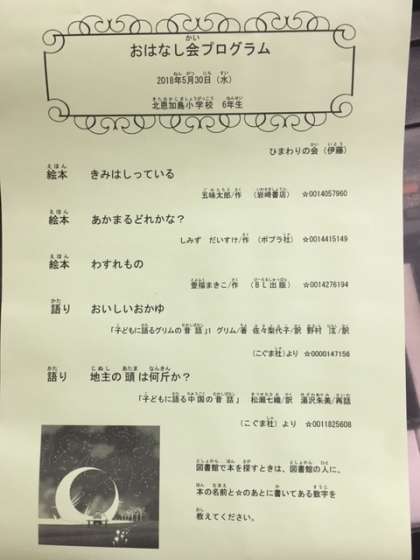 おはなし会プログラム
2018年5月30日（水）
北恩加島小学校 6年生
ひまわりの会（伊藤）
絵本 きみはしっている
五味太郎/作 （岩崎書店） ☆0014057960
絵本 あかまるどれかな？
しみず だいすけ/作 （ポプラ社） ☆0014415149
絵本 わすれもの
豊福まきこ/作 （BL出版） ☆0014276194
語り おいしいおかゆ
「子どもに語るグリムの昔話」1 グリム/著 佐々梨代子/訳 野村 泫/訳
（こぐま社）より ☆0000147156
語り 地主の頭は何斤か？
「子どもに語る中国の昔話」 松瀬七織/訳 湯沢朱実/再話
（こぐま社）より ☆0011825608
図書館で本を探すときは、図書館の人に、
本の名前と☆のあとに書いてある数字を
教えてください。